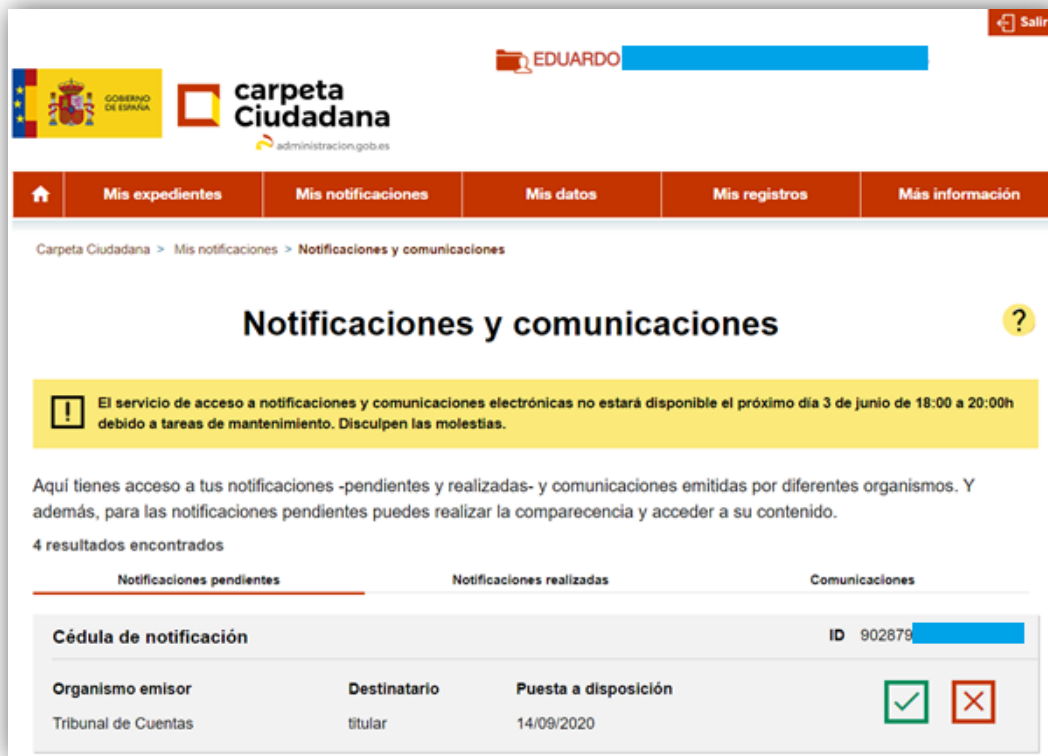 Salir
EDUARDO
GOBIERNO
DE ESPAÑA
carpeta
Ciudadana
administracion.gob.es
Mis expedientes Mis notificaciones Mis datos Mis registros Más información
Carpeta Ciudadana > Mis notificaciones > Notificaciones y comunicaciones
Notificaciones y comunicaciones ?
! El servicio de acceso a notificaciones y comunicaciones electrónicas no estará disponible el próximo día 3 de junio de 18:00 a 20:00h
debido a tareas de mantenimiento. Disculpen las molestias.
Aquí tienes acceso a tus notificaciones -pendientes y realizadas- y comunicaciones emitidas por diferentes organismos. Y
además, para las notificaciones pendientes puedes realizar la comparecencia y acceder a su contenido.
4 resultados encontrados
Notificaciones pendientes Notificaciones realizadas Comunicaciones
Cédula de notificación ID 902879
Organismo emisor Destinatario Puesta a disposición
Tribunal de Cuentas titular 14/09/2020